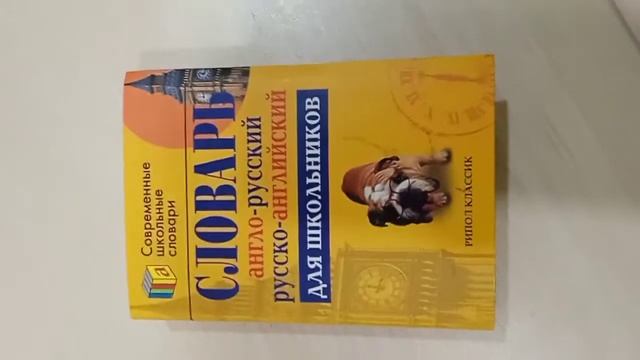 Современные
школьные
словари
СЛОВАРЬ
англо-русский
русско-английский
ДЛЯ ШКОЛЬНИКОВ
РИПОЛ КЛАССИК